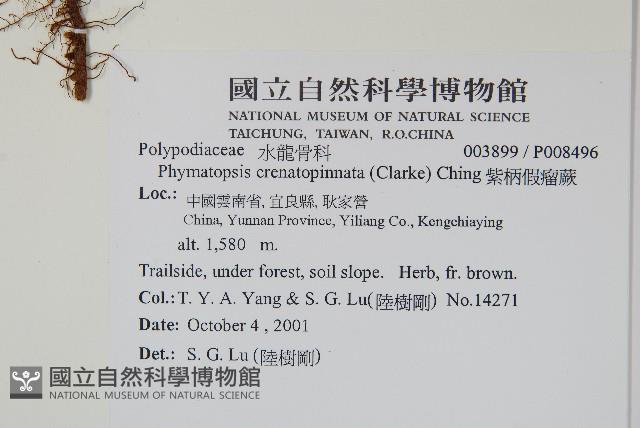 國立自然科學博物館
NATIONAL MUSEUM OF NATURAL SCIENCE
TAICHUNG, TAIWAN, R.O.CHINA
Polypodiaceae 水龍骨科 003899 / P008496
Phymatopsis crenatopinnata (Clarke) Ching 紫柄假瘤蕨
Loc.: 中國雲南省, 宜良縣, 耿家營
China, Yunnan Province, Yiliang Co., Kengchiaying
alt. 1,580 m.
Trailside, under forest, soil slope. Herb, fr. brown.
Col.: T. Y. A. Yang & S. G. Lu(陸樹剛) No.14271
Date: October 4 , 2001
Det.: S. G. Lu (陸樹剛)
國立自然科學博物館
NATIONAL MUSEUM OF NATURAL SCIENCE